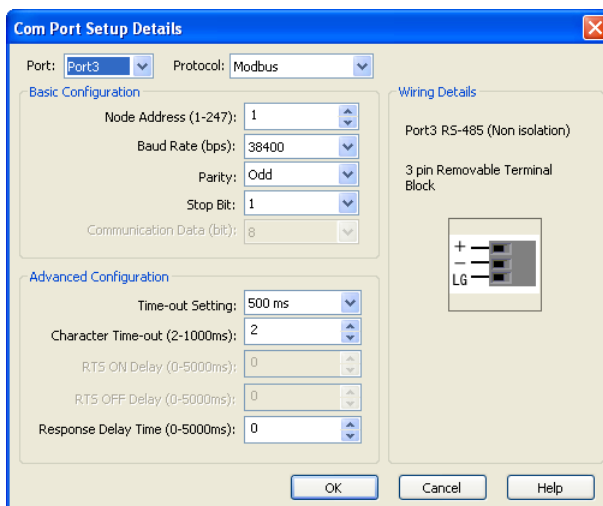 Com Port Setup Details
Port: Port3 Protocol: Modbus
Basic Configuration
Node Address (1-247): 1
Baud Rate (bps): 38400
Parity: Odd
Stop Bit: 1
Communication Data (bit): 8
Advanced Configuration
Time-out Setting: 500 ms
Character Time-out (2-1000ms): 2
RTS ON Delay (0-5000ms): 0
RTS OFF Delay (0-5000ms): 0
Response Delay Time (0-5000ms): 0
Wiring Details
Port3 RS-485 (Non isolation)
3 pin Removable Terminal
Block
+
−
LG
OK Cancel Help